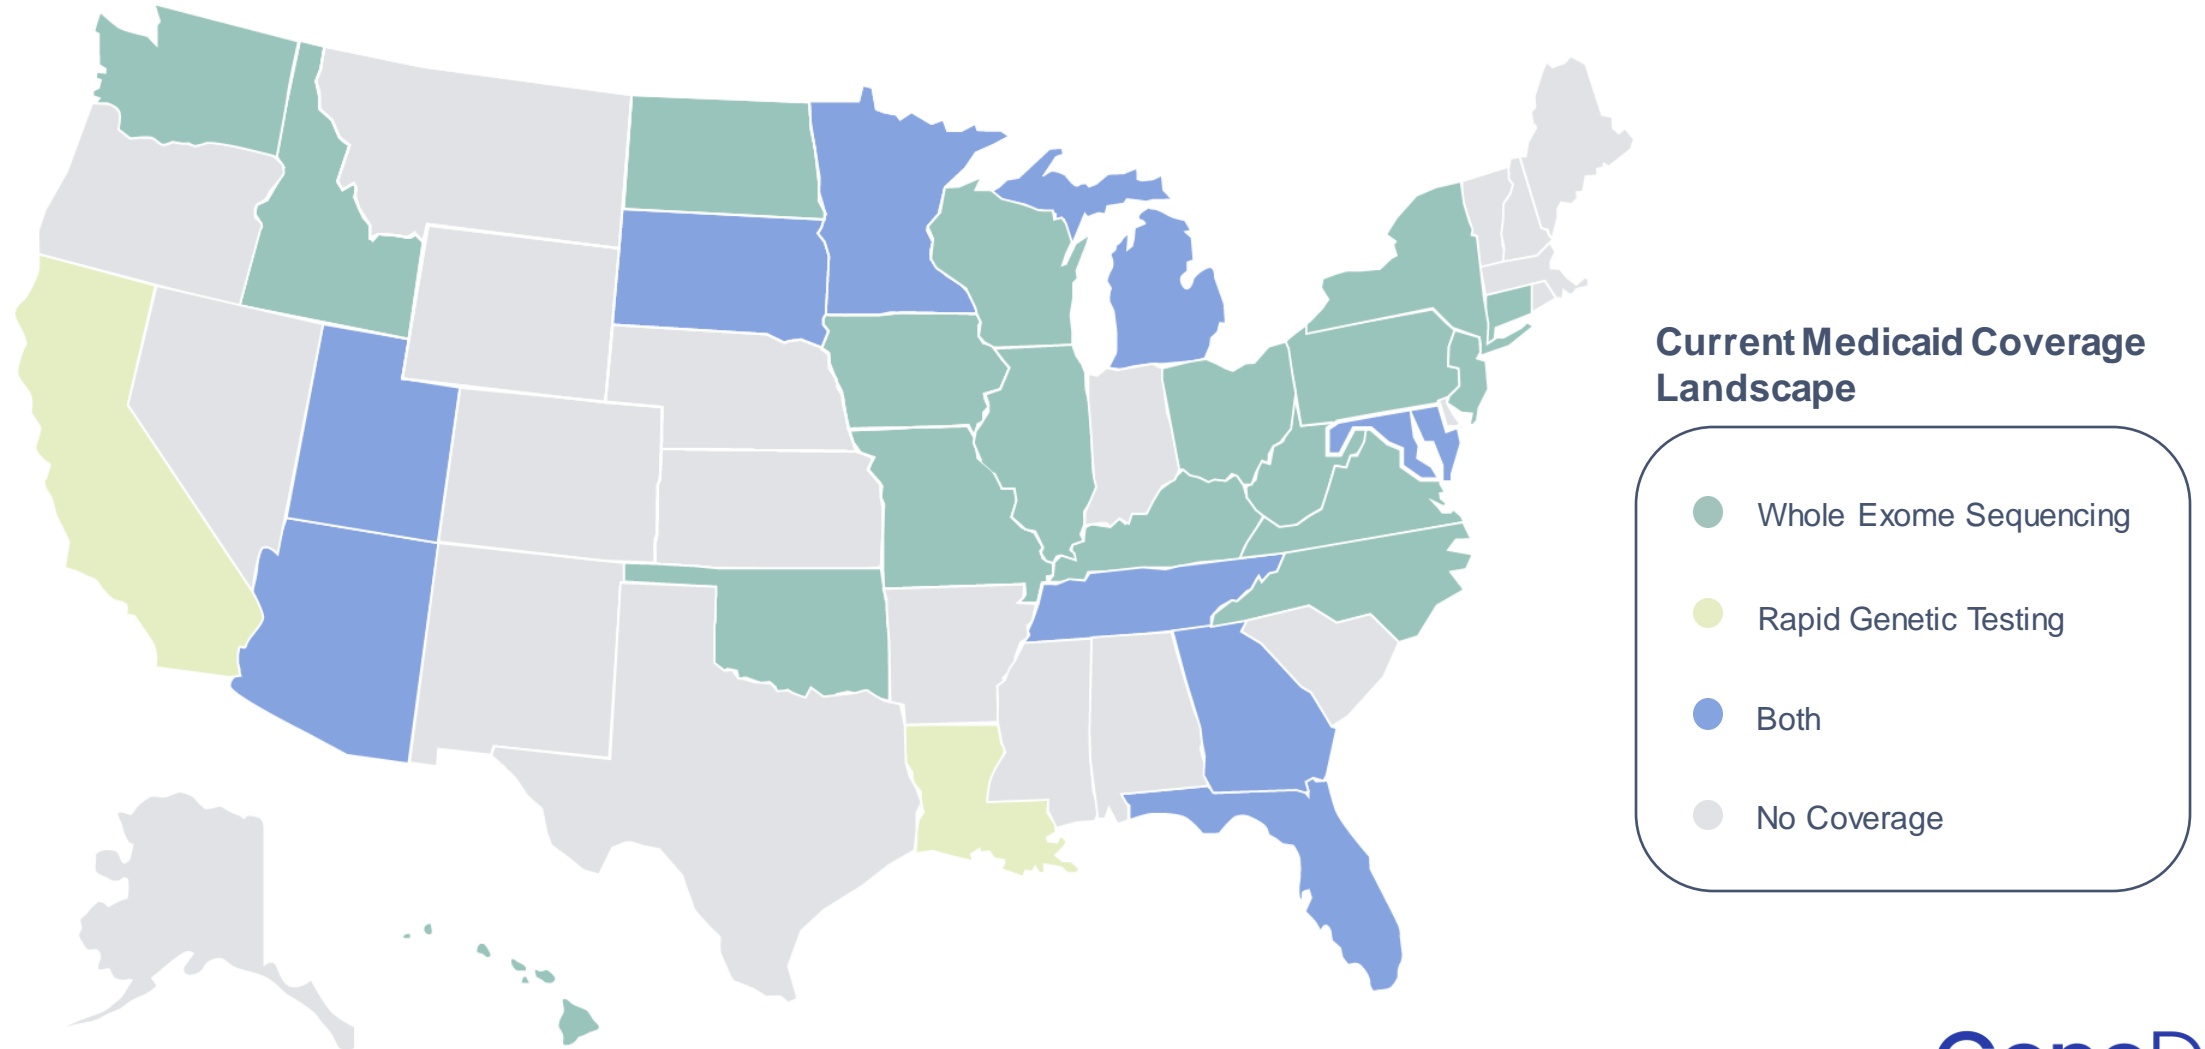 Current Medicaid Coverage
Landscape
Whole Exome Sequencing
Rapid Genetic Testing
Both
No Coverage